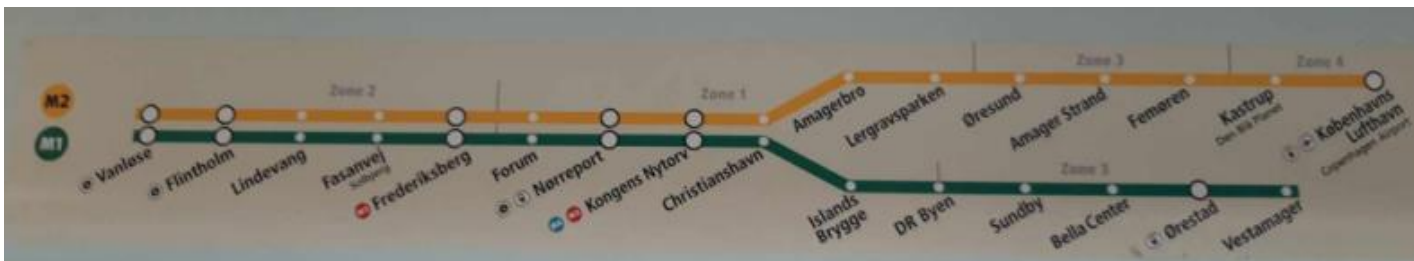 M2
M1
Zone 2
Zone 1
Zone 3
Zone 4
Zone 3
Vanløse
Flintholm
Lindevang
Fasanvej
Solbjerg
Frederiksberg
Forum
Nørreport
Kongens Nytorv
Christianshavn
Amagerbro
Lergravsparken
Øresund
Amager Strand
Femøren
Kastrup
Den Blå Planet
Københavns
Lufthavn
Copenhagen Airport
Islands
Brygge
DR Byen
Sundby
Bella Center
Ørestad
Vestamager